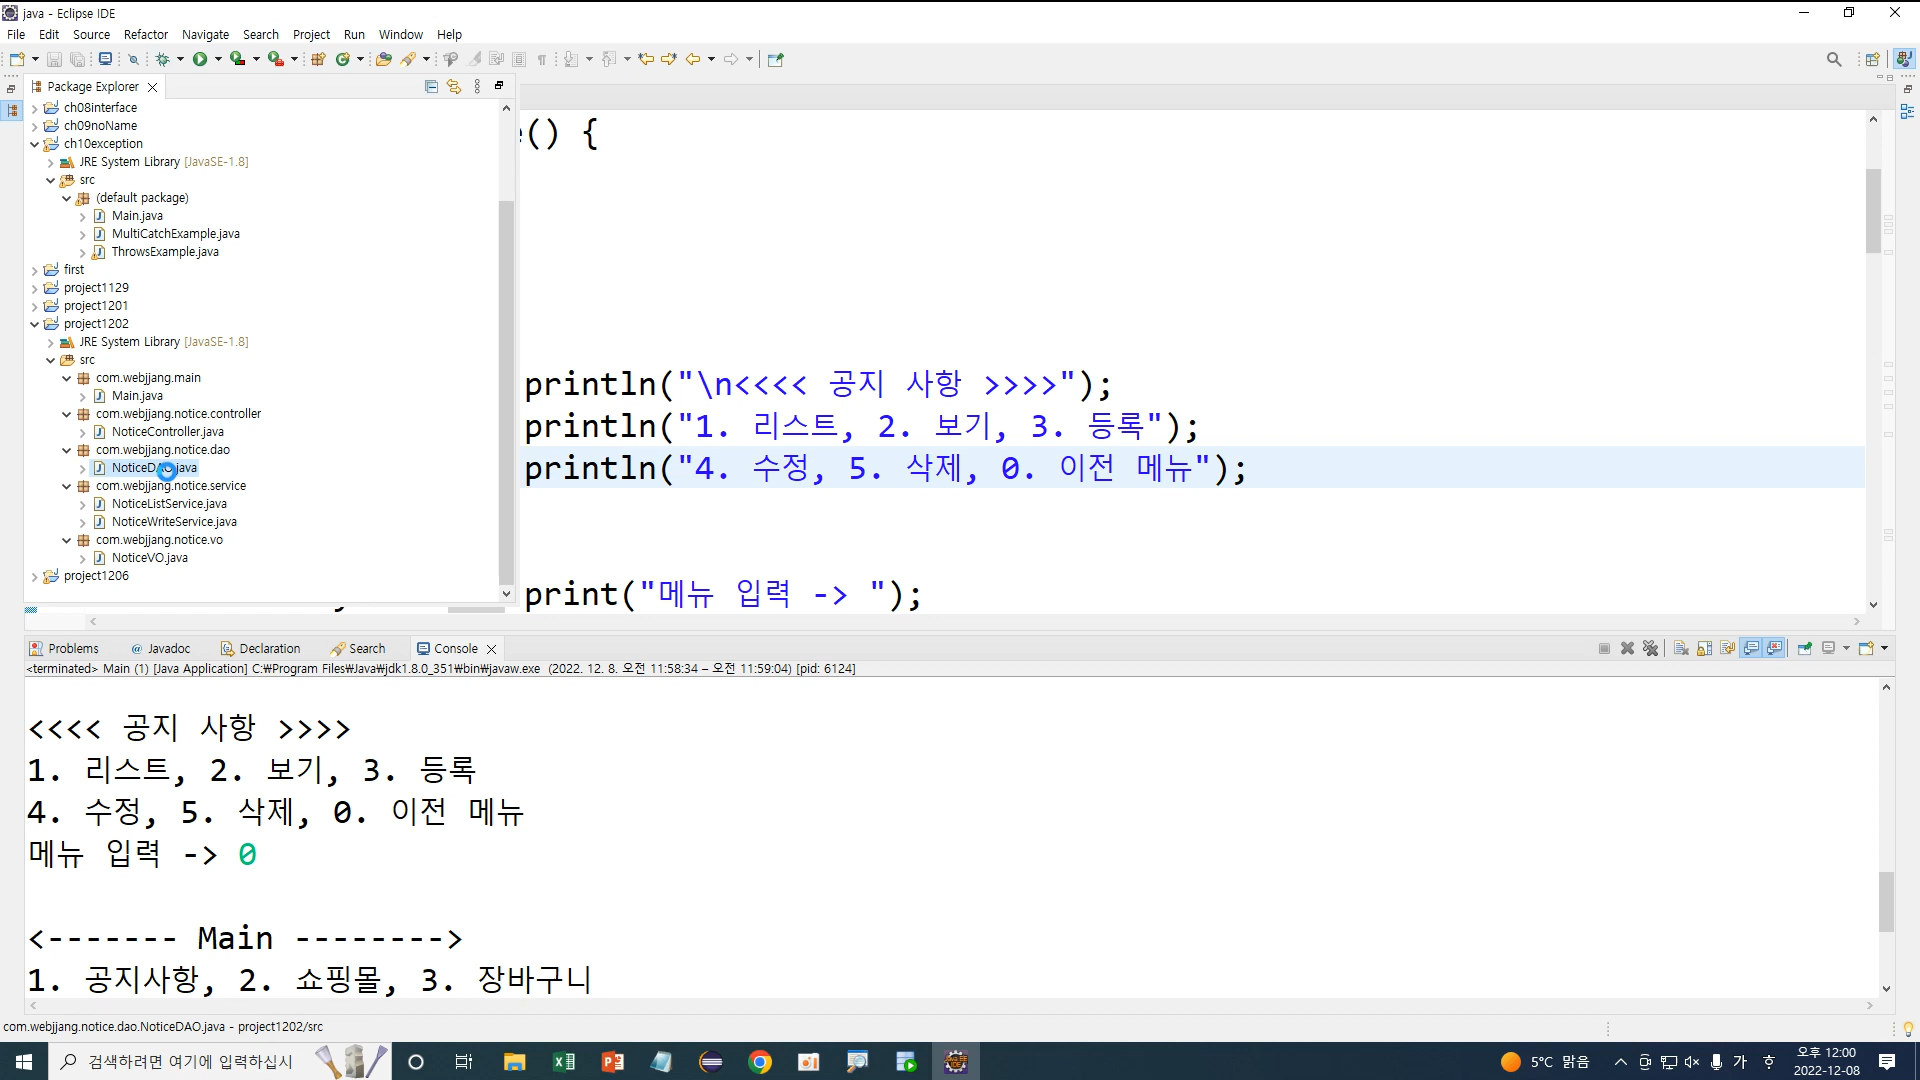 java - Eclipse IDE
File Edit Source Refactor Navigate Search Project Run Window Help
Package Explorer
ch08interface
ch09noName
ch10exception
JRE System Library [JavaSE-1.8]
src
(default package)
Main.java
MultiCatchExample.java
ThrowsExample.java
first
project1129
project1201
project1202
JRE System Library [JavaSE-1.8]
src
com.webjjang.main
Main.java
com.webjjang.notice.controller
NoticeController.java
com.webjjang.notice.dao
NoticeDAO.java
com.webjjang.notice.service
NoticeListService.java
NoticeWriteService.java
com.webjjang.notice.vo
NoticeVO.java
project1206
() {
println("\n<<<< 공지 사항 >>>>");
println("1. 리스트, 2. 보기, 3. 등록");
println("4. 수정, 5. 삭제, 0. 이전 메뉴");
print("메뉴 입력 -> ");
Problems @ Javadoc Declaration Search Console
<terminated> Main (1) [Java Application] C:₩Program Files₩Java₩jdk1.8.0_351₩bin₩javaw.exe (2022. 12. 8. 오전 11:58:34 – 오전 11:59:04) [pid: 6124]
<<<< 공지 사항 >>>>
1. 리스트, 2. 보기, 3. 등록
4. 수정, 5. 삭제, 0. 이전 메뉴
메뉴 입력 -> 0
<------- Main -------->
1. 공지사항, 2. 쇼핑몰, 3. 장바구니
com.webjjang.notice.dao.NoticeDAO.java - project1202/src
검색하려면 여기에 입력하십시
5°C 맑음
가
오후 12:00
2022-12-08